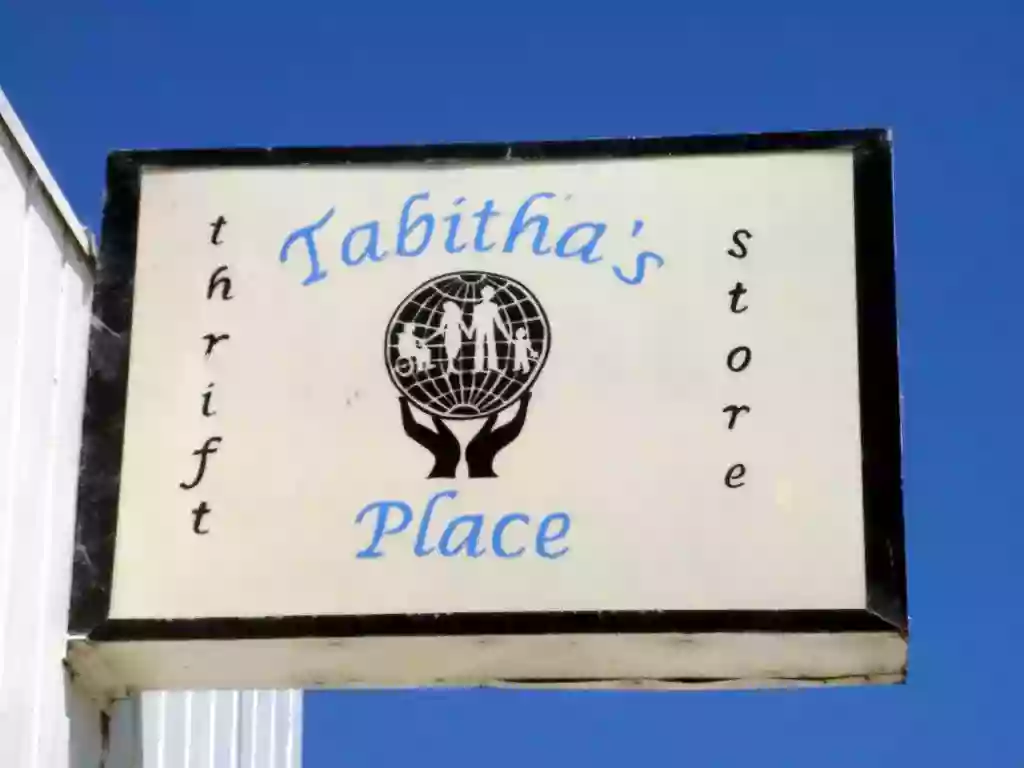 thrift
Tabitha's
Place
store